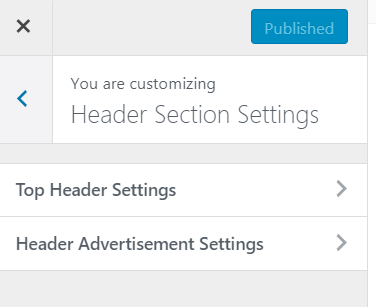 Published
You are customizing
Header Section Settings
Top Header Settings
Header Advertisement Settings